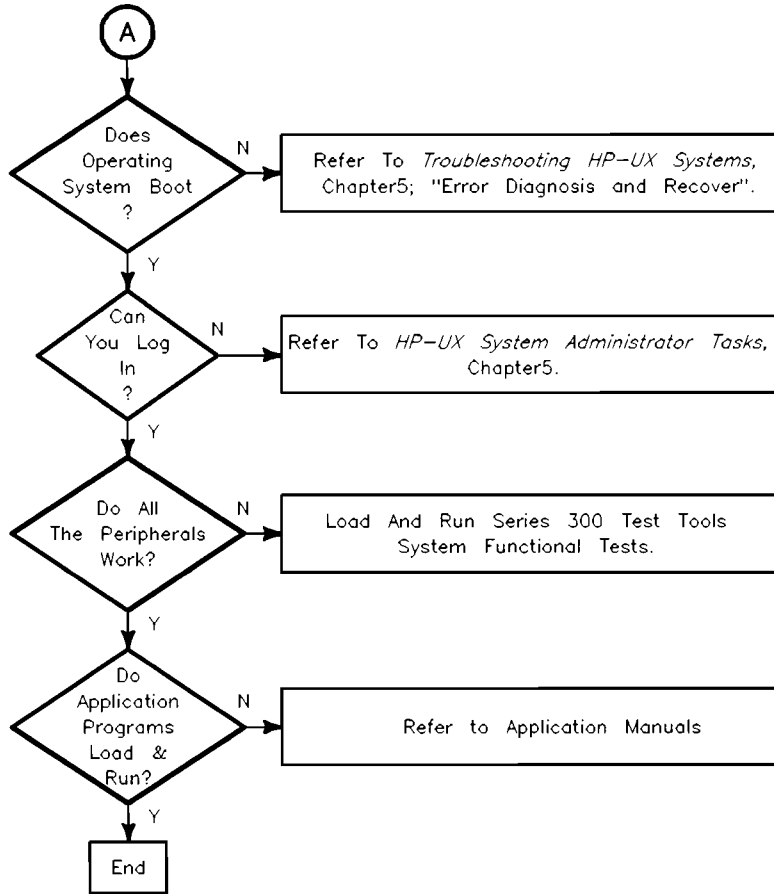 A
Does
Operating
System Boot
?
N
Refer To Troubleshooting HP-UX Systems,
Chapter5; "Error Diagnosis and Recover".
Y
Can
You Log
In
?
N
Refer To HP-UX System Administrator Tasks,
Chapter5.
Y
Do All
The Peripherals
Work?
N
Load And Run Series 300 Test Tools
System Functional Tests.
Y
Do
Application
Programs
Load &
Run?
N
Refer to Application Manuals
Y
End